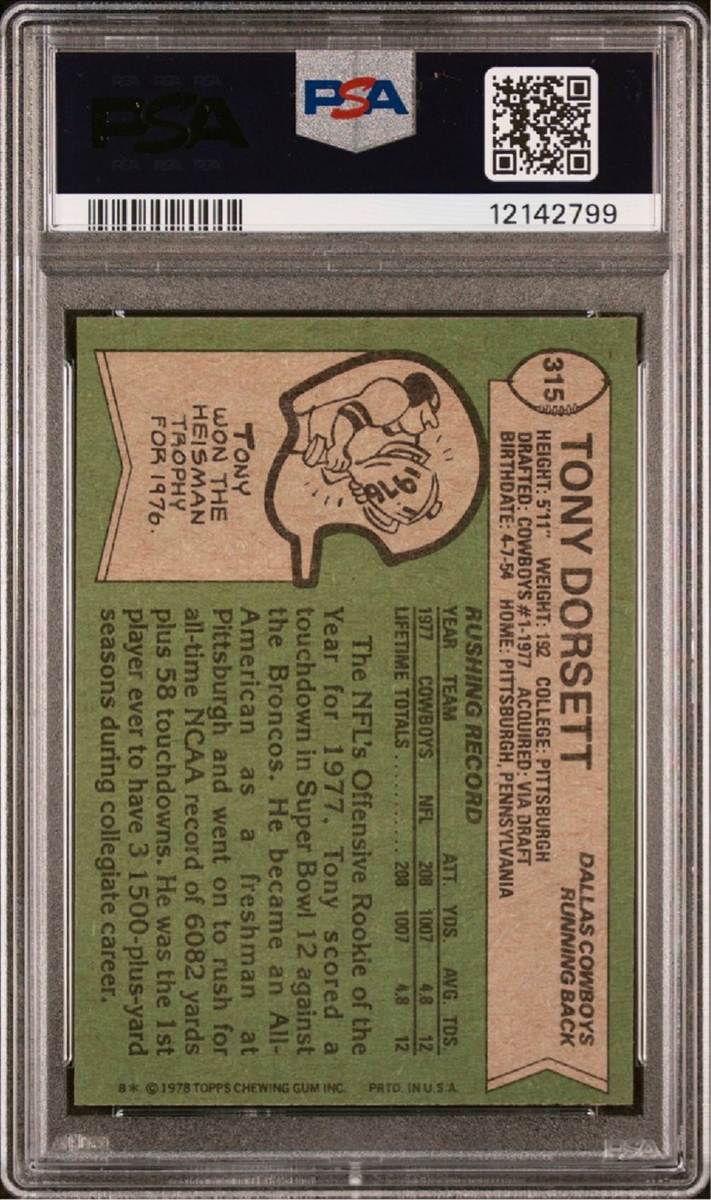 PSA
PSA
12142799
315
TONY DORSETT
DALLAS COWBOYS
RUNNING BACK
HEIGHT: 5'11" WEIGHT: 192 COLLEGE: PITTSBURGH
DRAFTED: COWBOYS #1-1977 ACQUIRED: VIA DRAFT
BIRTHDATE: 4-7-54 HOME: PITTSBURGH, PENNSYLVANIA
1976
TONY
WON THE
HEISMAN
TROPHY
FOR 1976.
RUSHING RECORD
YEAR TEAM ATT. YDS. AVG. TDS.
1977 COWBOYS NFL 208 1007 4.8 12
LIFETIME TOTALS........... 208 1007 4.8 12
The NFL's Offensive Rookie of the
Year for 1977, Tony scored a
touchdown in Super Bowl 12 against
the Broncos. He became an All-
American as a freshman at
Pittsburgh and went on to rush for
all-time NCAA record of 6082 yards
plus 58 touchdowns. He was the 1st
player ever to have 3 1500-plus-yard
seasons during collegiate career.
8* © 1978 TOPPS CHEWING GUM INC. PRTD. IN U.S.A.
PSA